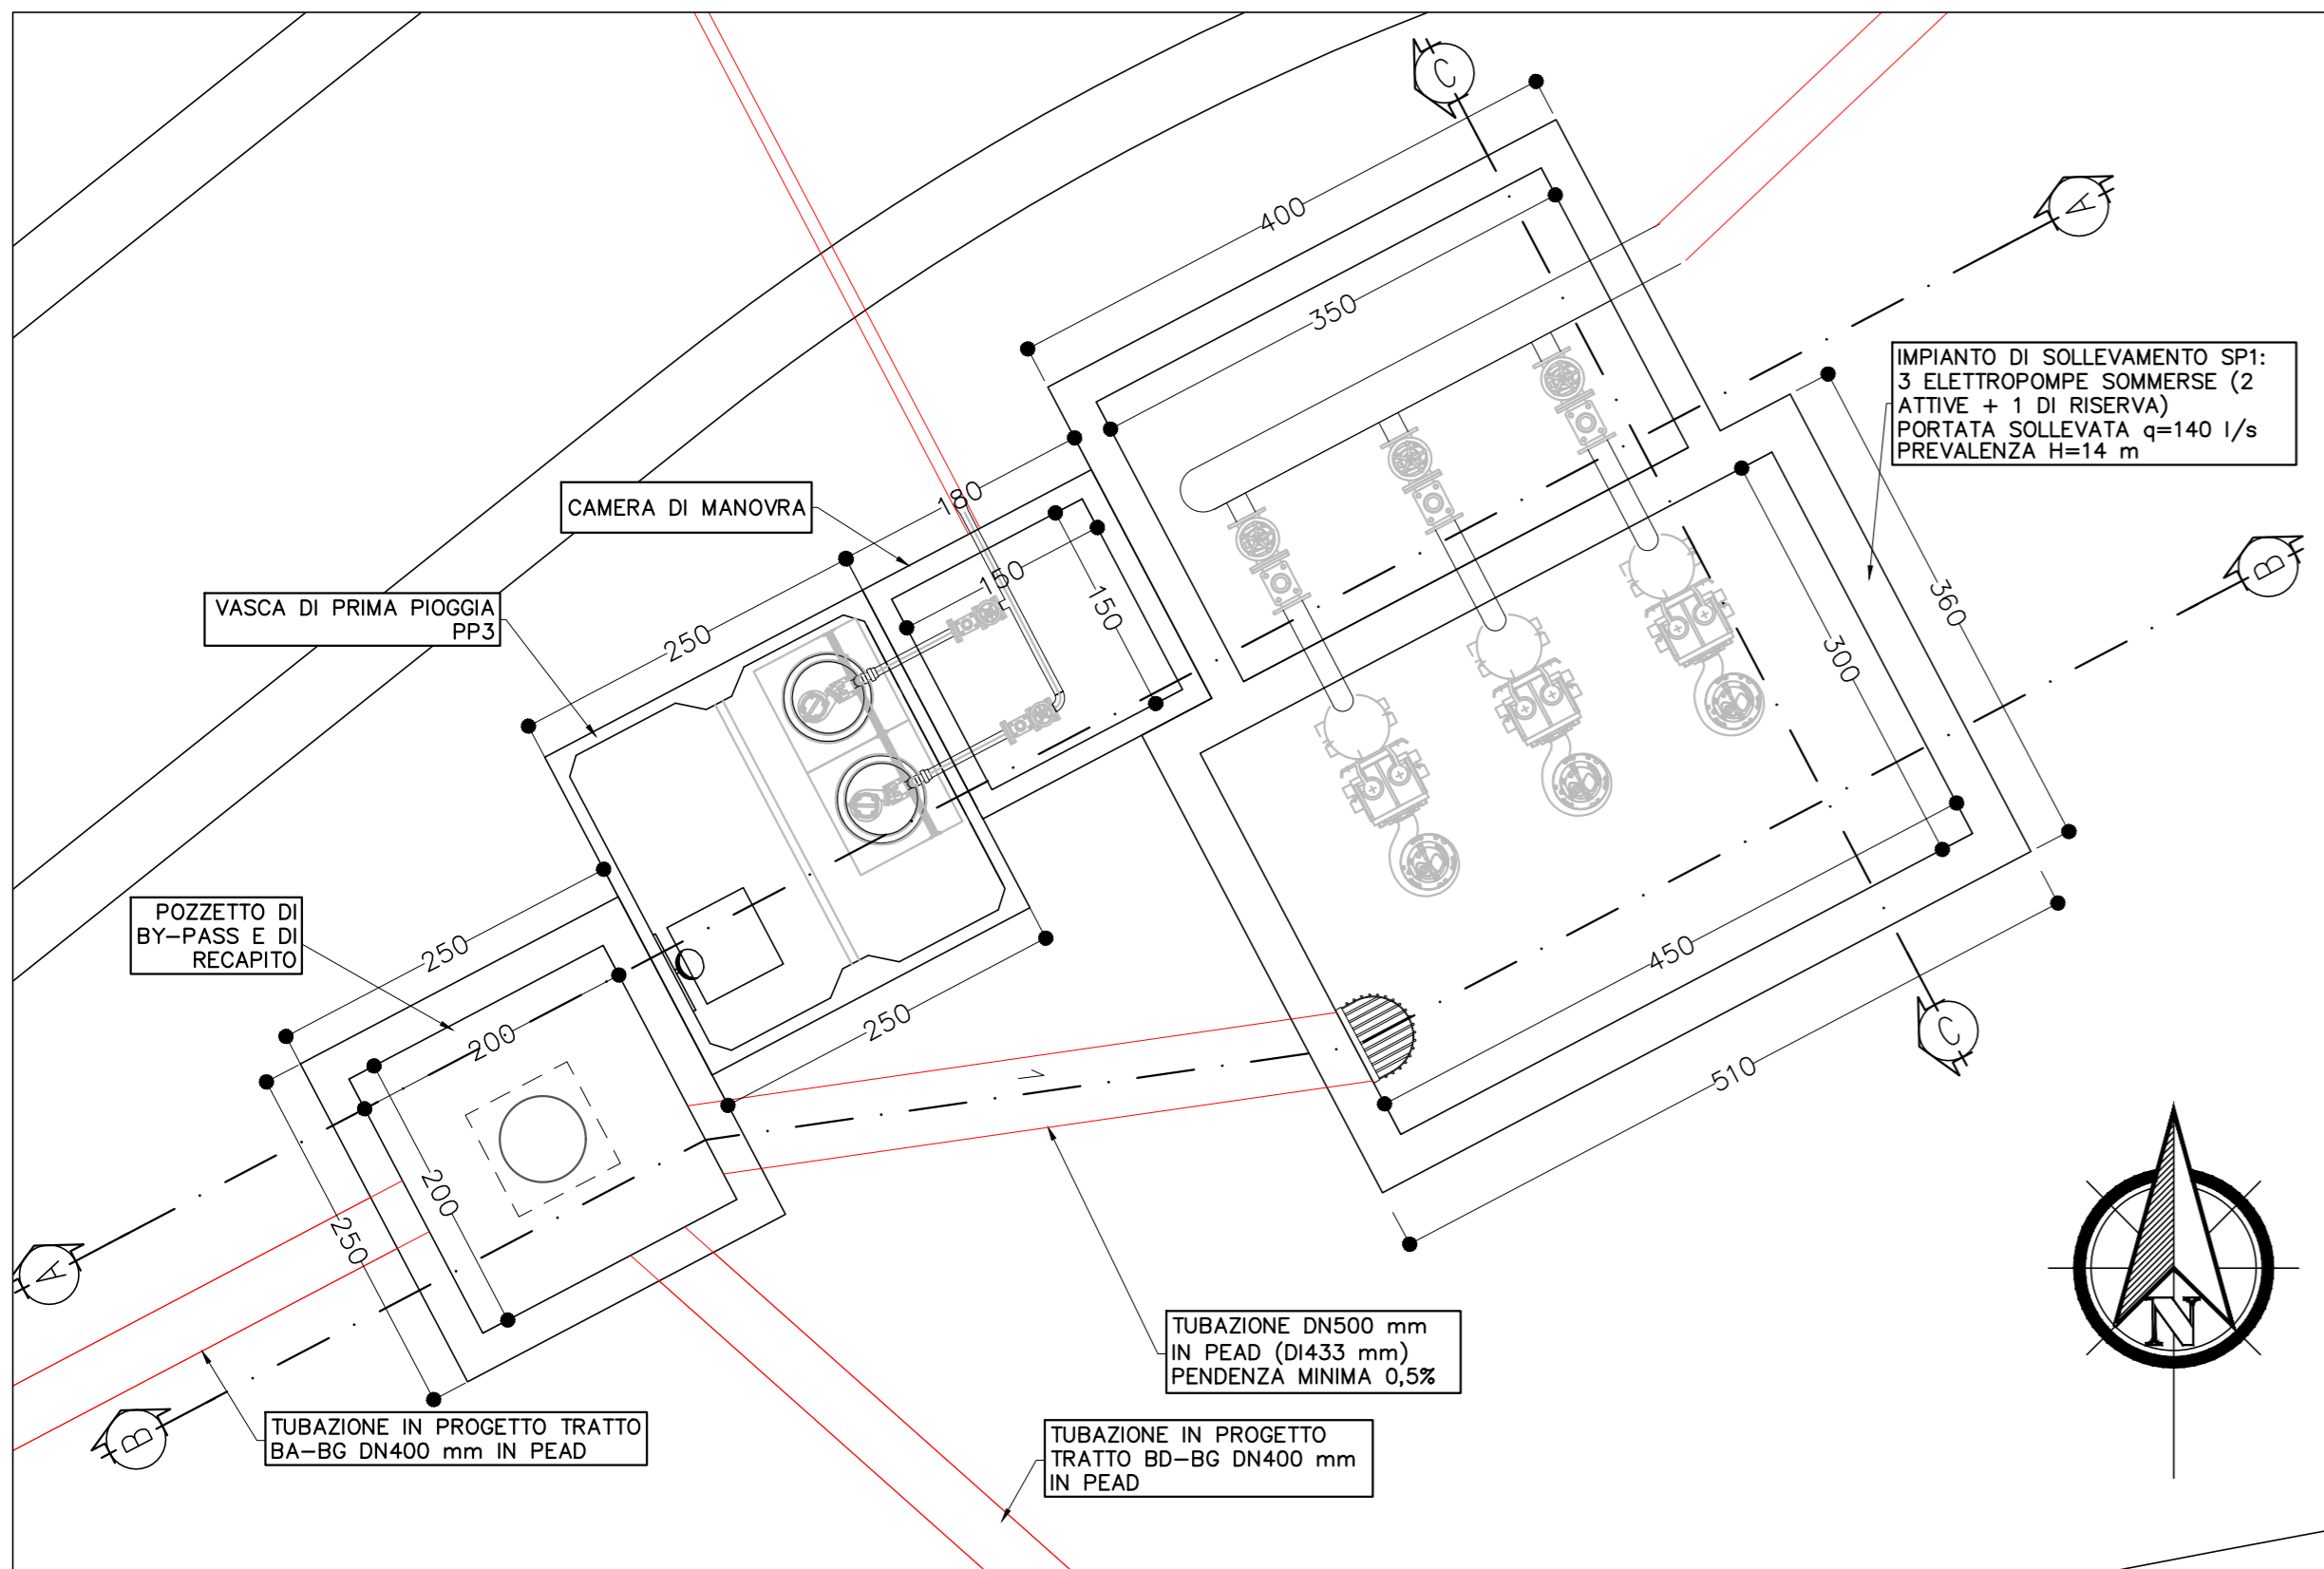 C
400
A
350
IMPIANTO DI SOLLEVAMENTO SP1:
3 ELETTROPOMPE SOMMERSE (2
ATTIVE + 1 DI RISERVA)
PORTATA SOLLEVATA q=140 l/s
PREVALENZA H=14 m
180
CAMERA DI MANOVRA
150
150
B
360
VASCA DI PRIMA PIOGGIA
PP3
250
300
POZZETTO DI
BY-PASS E DI
RECAPITO
250
450
250
200
C
510
200
250
A
N
TUBAZIONE DN500 mm
IN PEAD (DI433 mm)
PENDENZA MINIMA 0,5%
B
TUBAZIONE IN PROGETTO TRATTO
BA-BG DN400 mm IN PEAD
TUBAZIONE IN PROGETTO
TRATTO BD-BG DN400 mm
IN PEAD